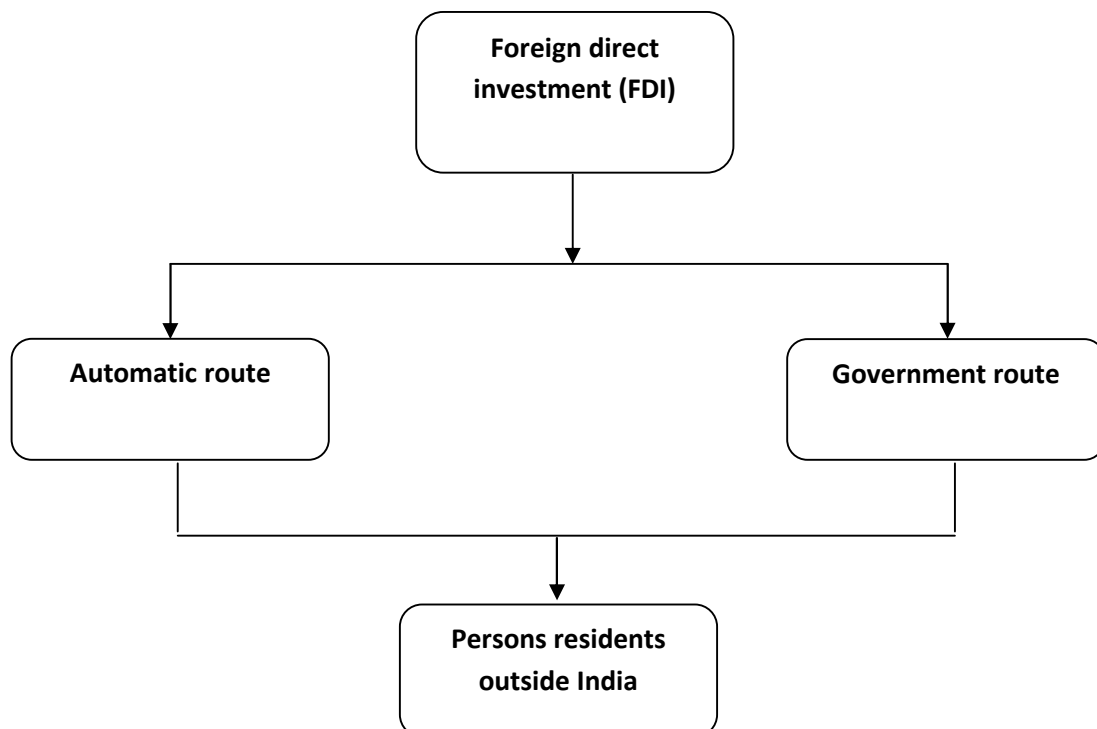 Foreign direct
investment (FDI)
Automatic route
Government route
Persons residents
outside India